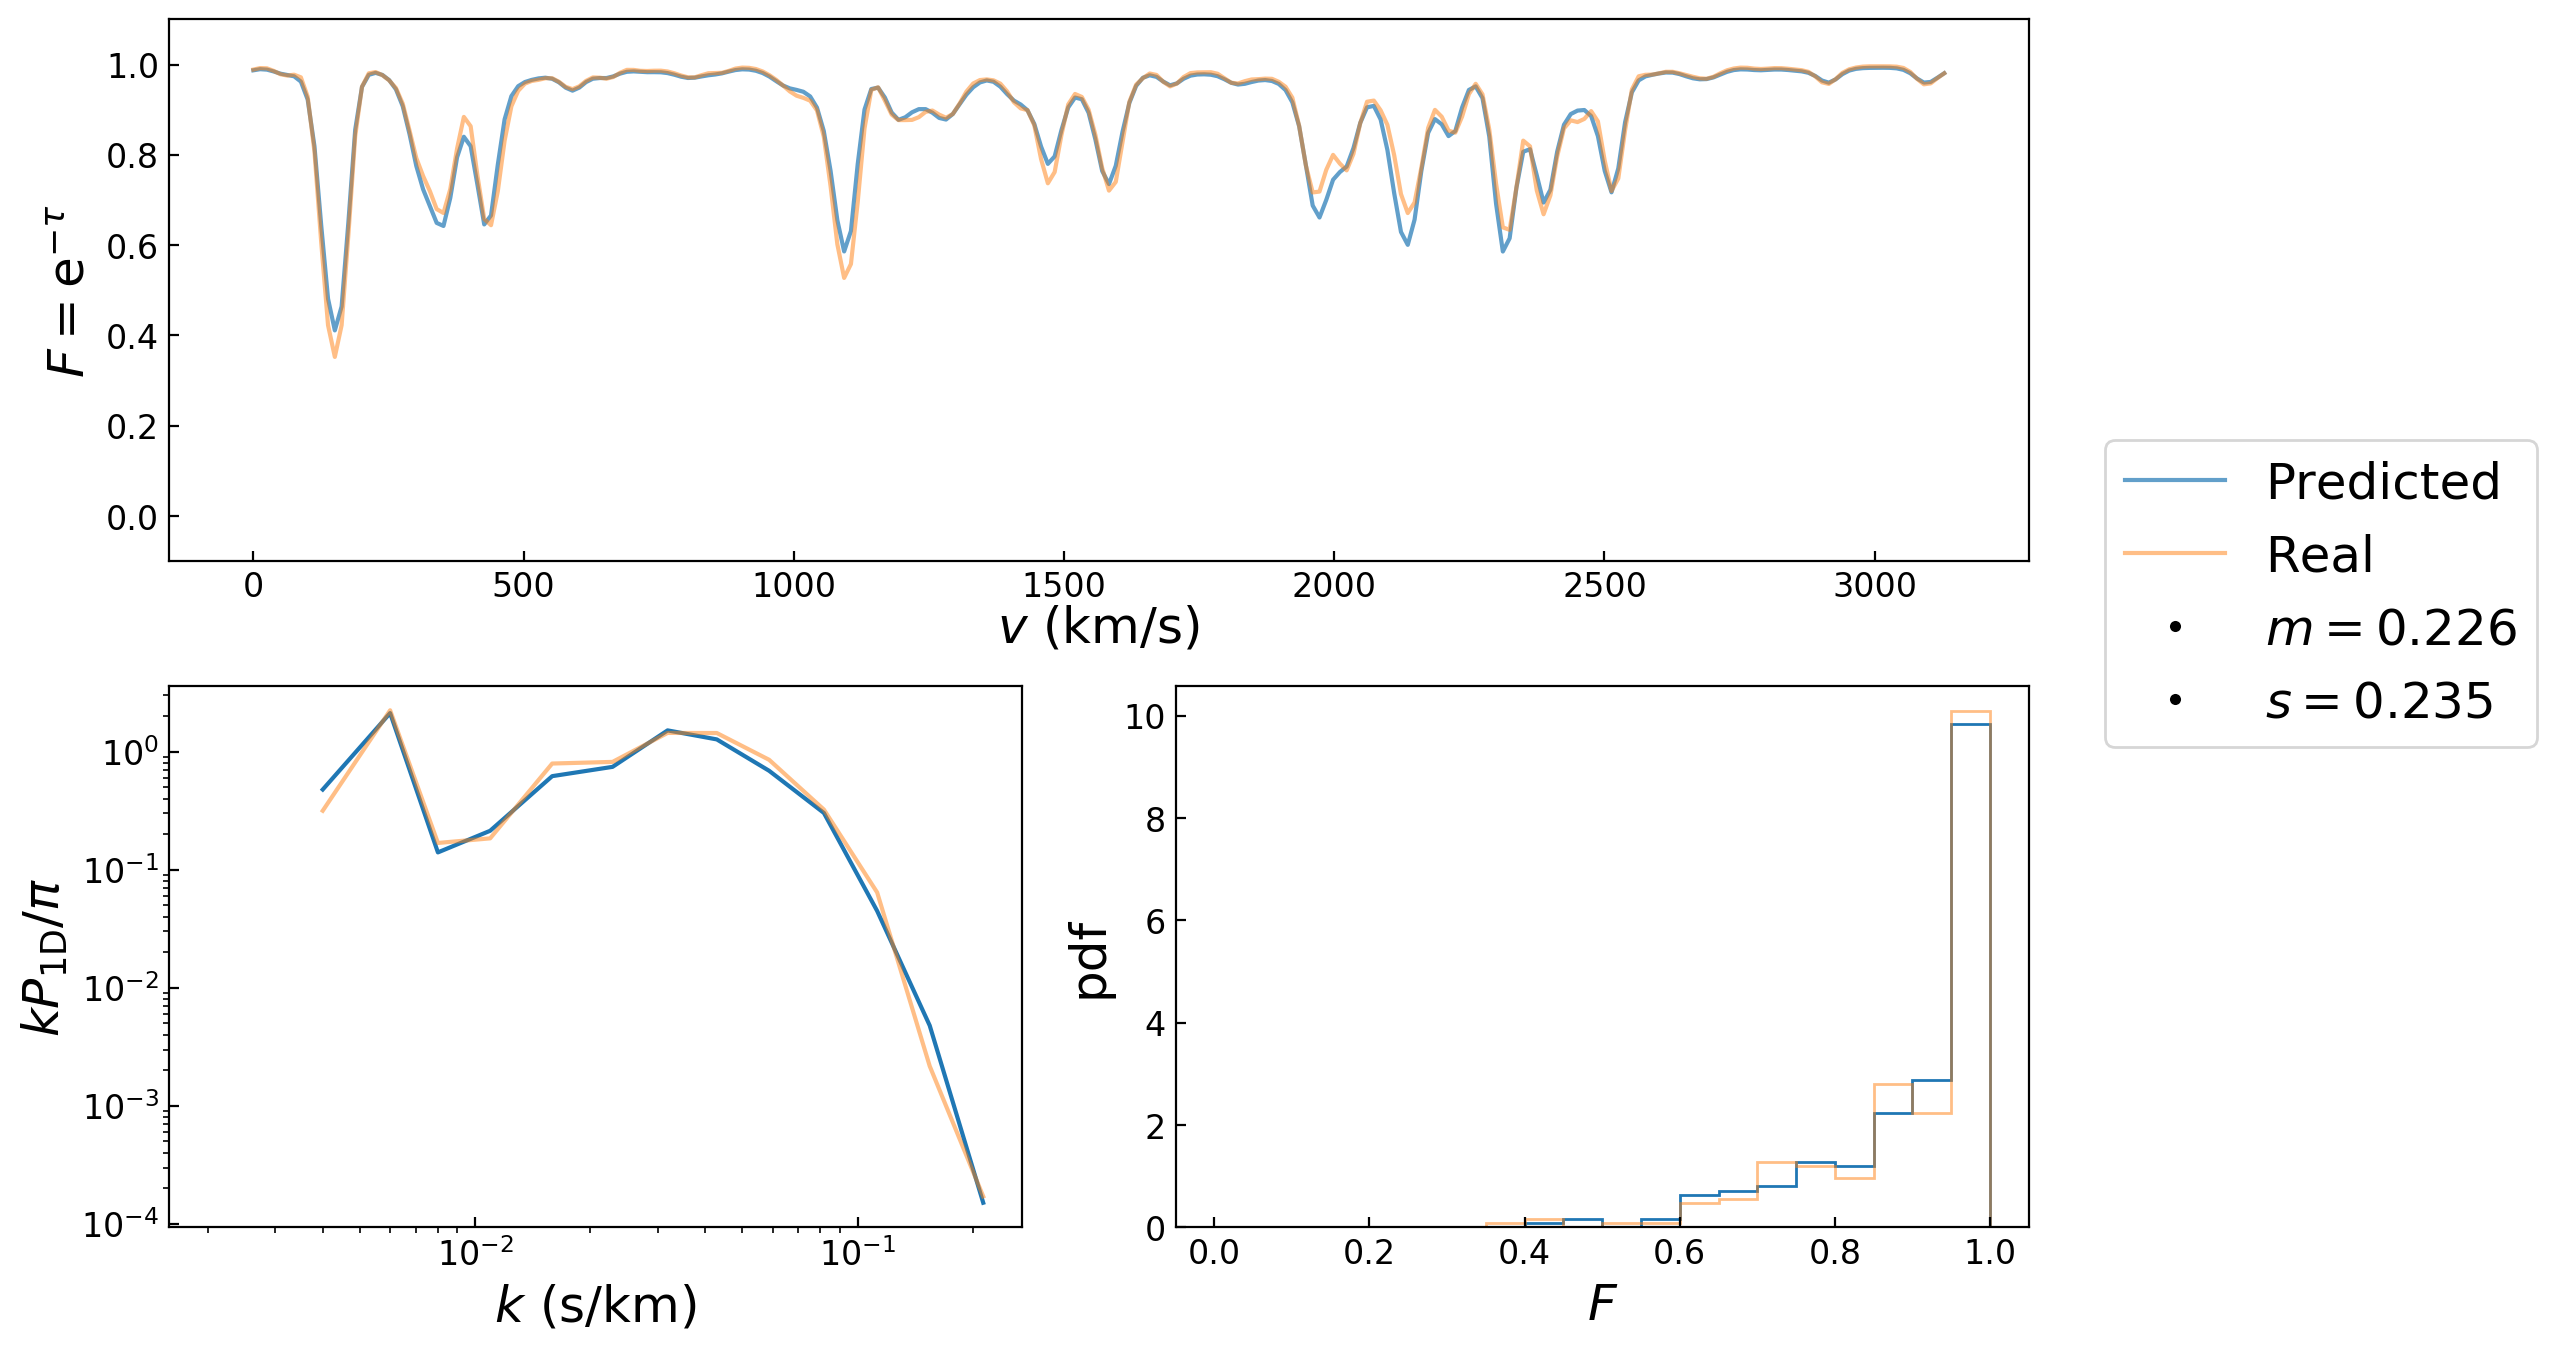 1.0
0.8
0.6
0.4
0.2
0.0
F = e^{−τ}
0 500 1000 1500 2000 2500 3000
v (km/s)
Predicted
Real
m = 0.226
s = 0.235
10^0
10^{−1}
10^{−2}
10^{−3}
10^{−4}
kP_{1D}/π
10^{−2} 10^{−1}
k (s/km)
10
8
6
4
2
0
pdf
0.0 0.2 0.4 0.6 0.8 1.0
F